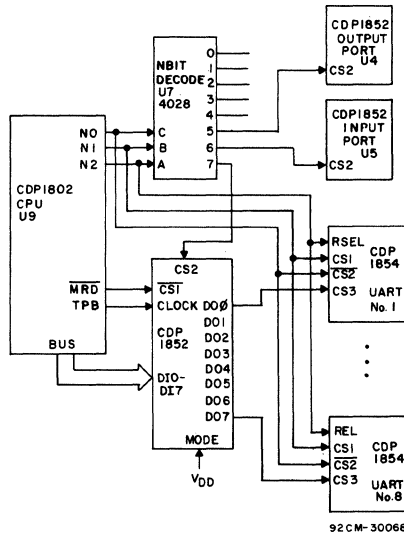 CDP1852
OUTPUT
PORT
U4
CS2
CDP1852
INPUT
PORT
U5
CS2
NBIT
DECODE
U7
4028
0
1
2
3
4
5
6
7
C
B
A
N0
N1
N2
CDP1802
CPU
U9
MRD
TPB
BUS
CS2
CS1
CLOCK
CDP
1852
DI0-
DI7
MODE
DO0
DO1
DO2
DO3
DO4
DO5
DO6
DO7
VDD
RSEL
CS1
CS2
CS3
CDP
1854
UART
No.1
REL
CS1
CS2
CS3
CDP
1854
UART
No.8
92CM-30068